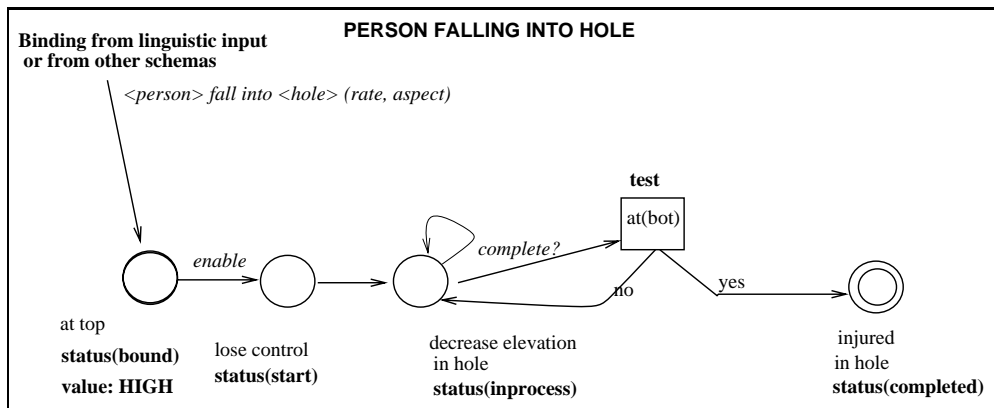 PERSON FALLING INTO HOLE
Binding from linguistic input
or from other schemas
<person> fall into <hole> (rate, aspect)
test
at(bot)
complete?
enable
no
yes
at top
status(bound)
value: HIGH
lose control
status(start)
decrease elevation
in hole
status(inprocess)
injured
in hole
status(completed)